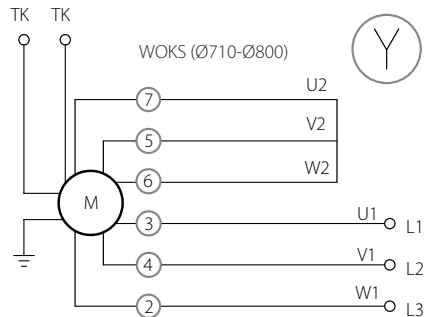 TK TK
WOKS (Ø710-Ø800)
7 U2
5 V2
6 W2
M
3 U1 L1
4 V1 L2
2 W1 L3